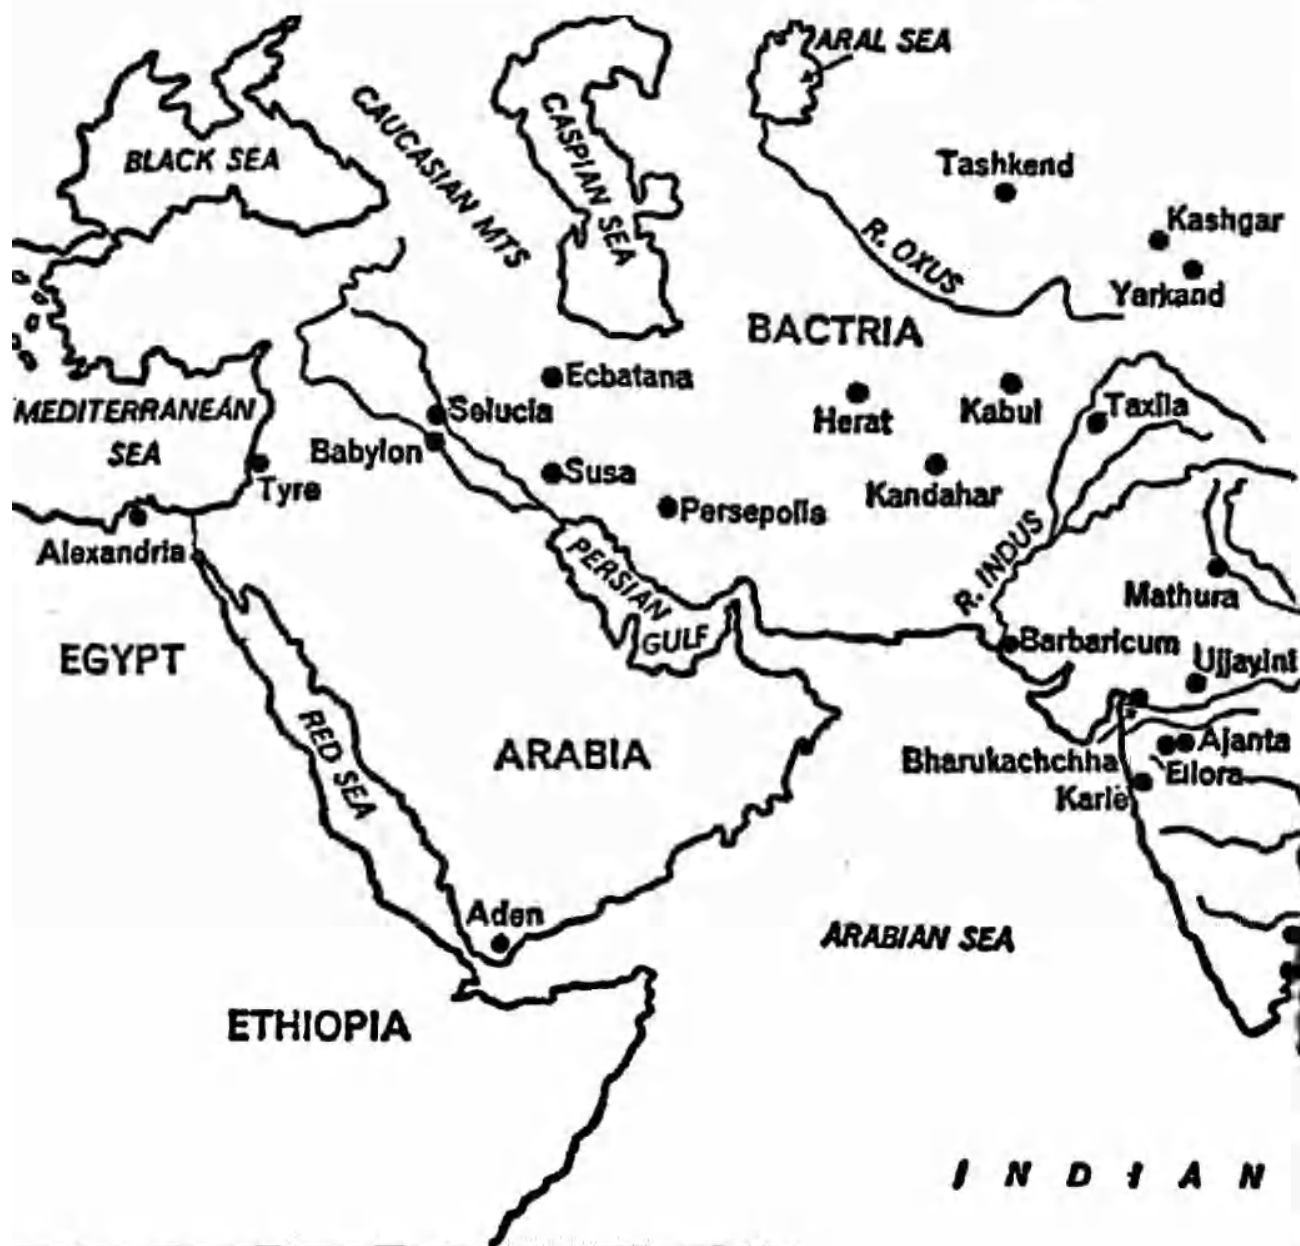 ARAL SEA
BLACK SEA
CAUCASIAN MTS
CASPIAN SEA
Tashkend
Kashgar
R. OXUS
Yarkand
BACTRIA
Ecbatana
Herat
Kabul
Taxila
MEDITERRANEAN
SEA
Selucia
Babylon
Tyre
Susa
Kandahar
Persepolis
Alexandria
PERSIAN
GULF
R. INDUS
Mathura
EGYPT
Barbaricum
Ujjayini
RED SEA
ARABIA
Bharukachchha
Ajanta
Ellora
Karle
Aden
ARABIAN SEA
ETHIOPIA
INDIAN